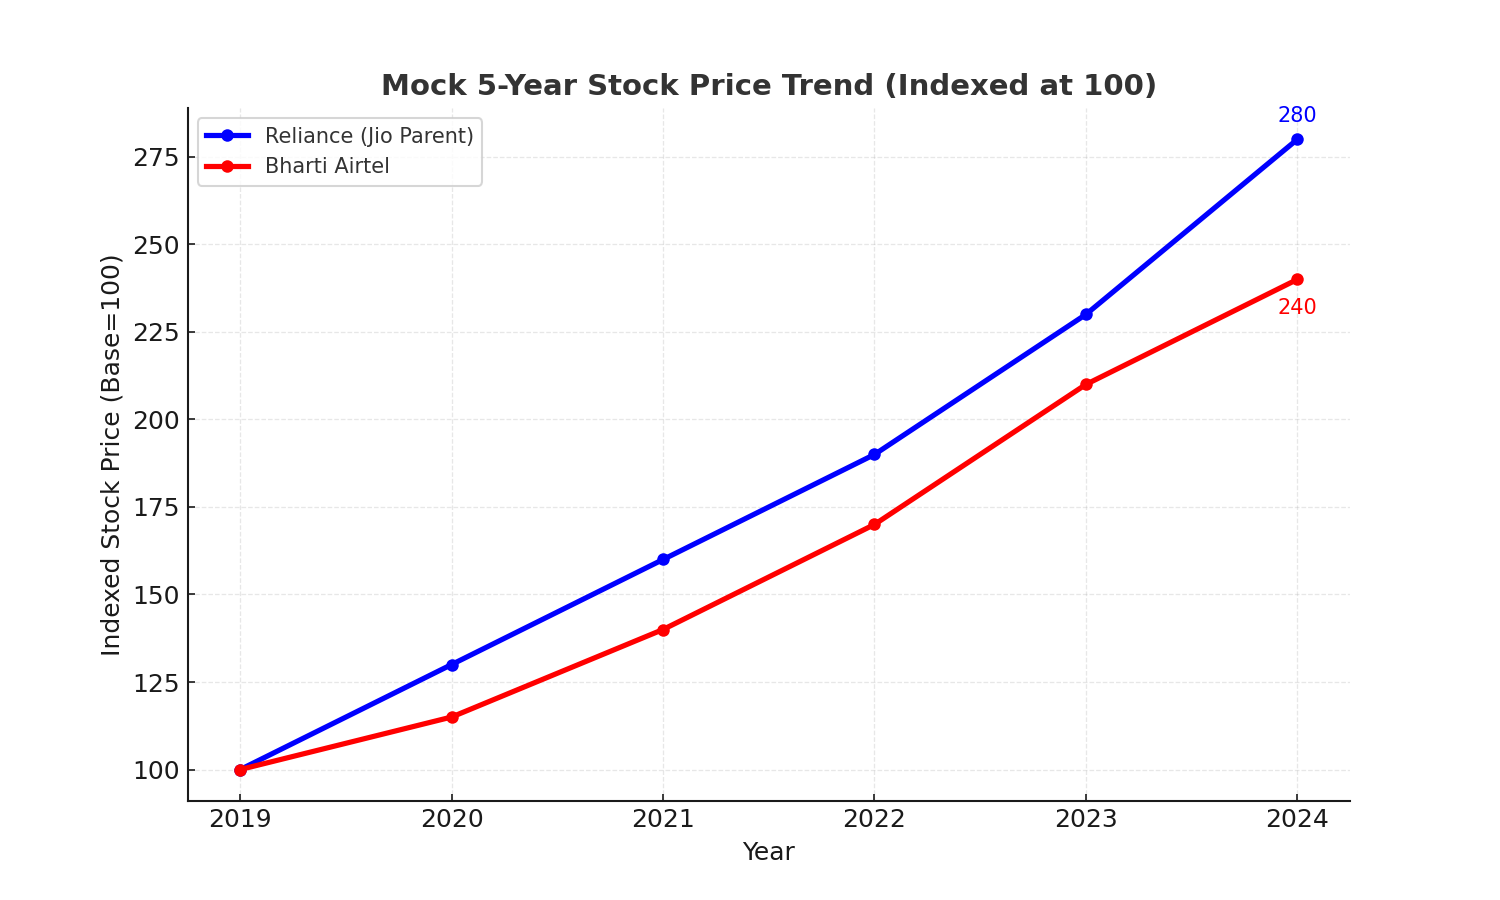 Mock 5-Year Stock Price Trend (Indexed at 100)
Reliance (Jio Parent)
Bharti Airtel
280
240
275
250
225
200
175
150
125
100
Indexed Stock Price (Base=100)
2019 2020 2021 2022 2023 2024
Year